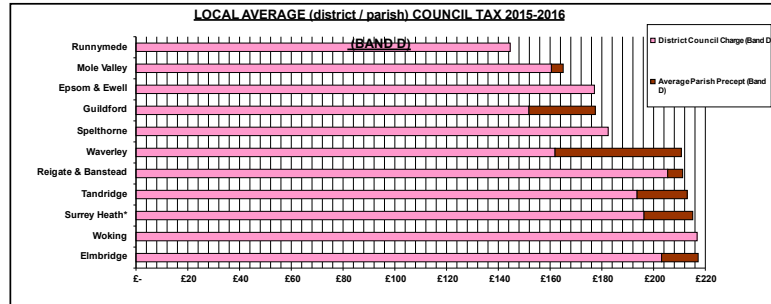 LOCAL AVERAGE (district / parish) COUNCIL TAX 2015-2016
(BAND D)
District Council Charge (Band D
Average Parish Precept (Band
D)
Runnymede
Mole Valley
Epsom & Ewell
Guildford
Spelthorne
Waverley
Reigate & Banstead
Tandridge
Surrey Heath*
Woking
Elmbridge
£- £20 £40 £60 £80 £100 £120 £140 £160 £180 £200 £220